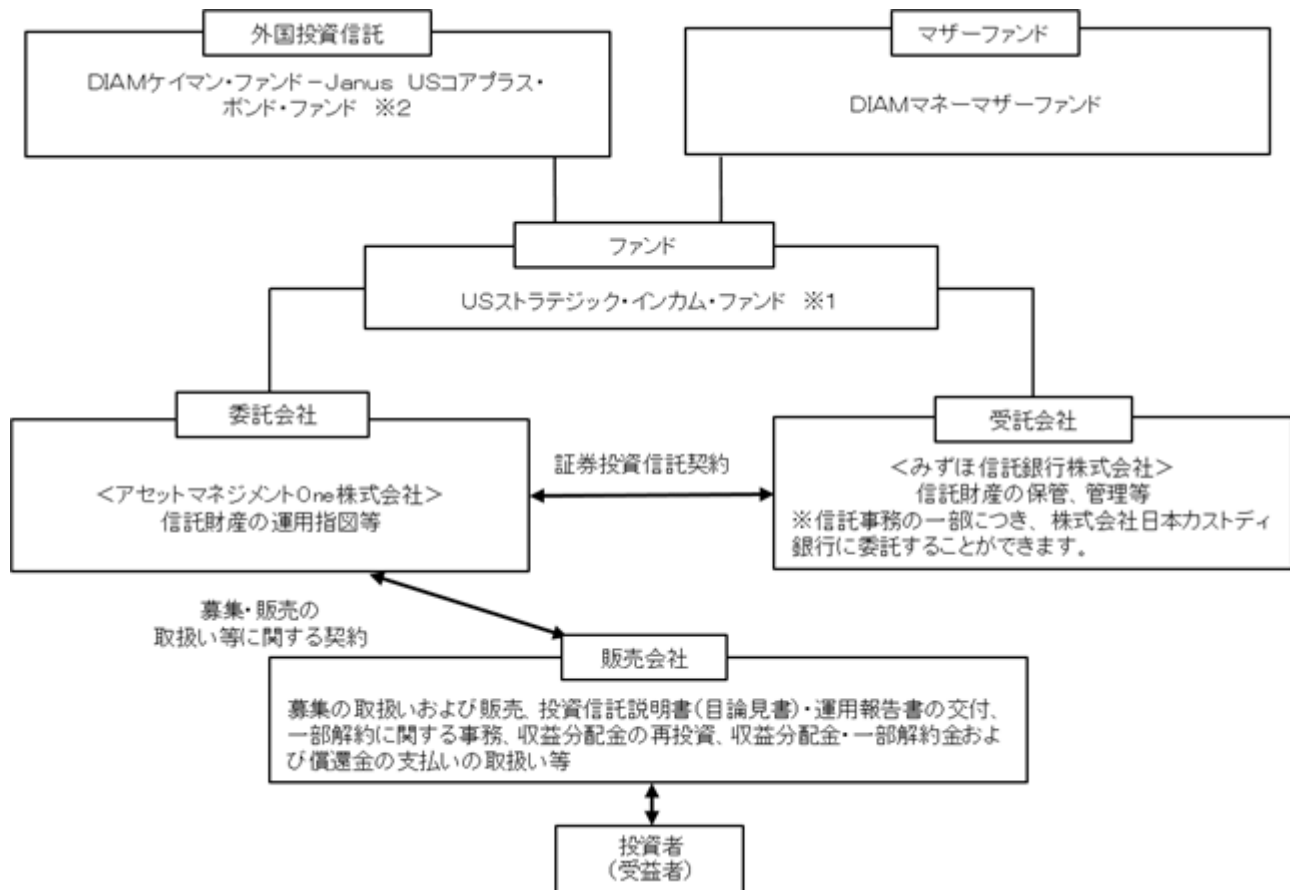 外国投資信託
DIAMケイマン・ファンド－Janus USコアプラス・
ボンド・ファンド ※2
マザーファンド
DIAMマネーマザーファンド
ファンド
USストラテジック・インカム・ファンド ※1
委託会社
＜アセットマネジメントOne株式会社＞
信託財産の運用指図等
証券投資信託契約
受託会社
＜みずほ信託銀行株式会社＞
信託財産の保管、管理等
※信託事務の一部につき、株式会社日本カストディ
銀行に委託することができます。
募集・販売の
取扱い等に関する契約
販売会社
募集の取扱いおよび販売、投資信託説明書（目論見書）・運用報告書の交付、
一部解約に関する事務、収益分配金の再投資、収益分配金・一部解約金およ
び償還金の支払いの取扱い等
投資者
（受益者）